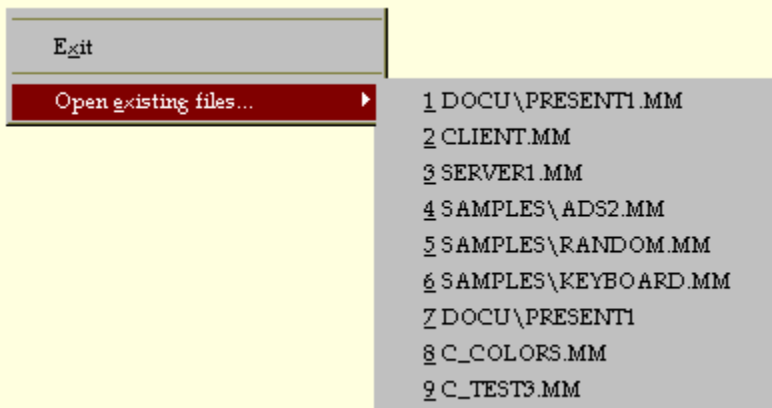 Exit
Open existing files...
1 DOCU\PRESENT1.MM
2 CLIENT.MM
3 SERVER1.MM
4 SAMPLES\ADS2.MM
5 SAMPLES\RANDOM.MM
6 SAMPLES\KEYBOARD.MM
7 DOCU\PRESENT1
8 C_COLORS.MM
9 C_TEST3.MM